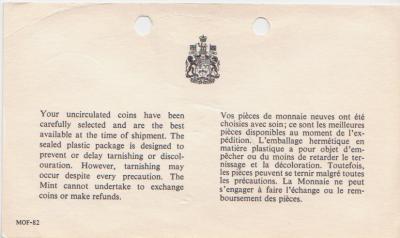 Your uncirculated coins have been
carefully selected and are the best
available at the time of shipment. The
sealed plastic package is designed to
prevent or delay tarnishing or discol-
ouration. However, tarnishing may
occur despite every precaution. The
Mint cannot undertake to exchange
coins or make refunds.
Vos pièces de monnaie neuves ont été
choisies avec soin; ce sont les meilleures
pièces disponibles au moment de l'ex-
pédition. L'emballage hermétique en
matière plastique a pour objet d'em-
pêcher ou du moins de retarder le ter-
nissage et la décoloration. Toutefois,
les pièces peuvent se ternir malgré toutes
les précautions. La Monnaie ne peut
s'engager à faire l'échange ou le rem-
boursement des pièces.
MOF-82